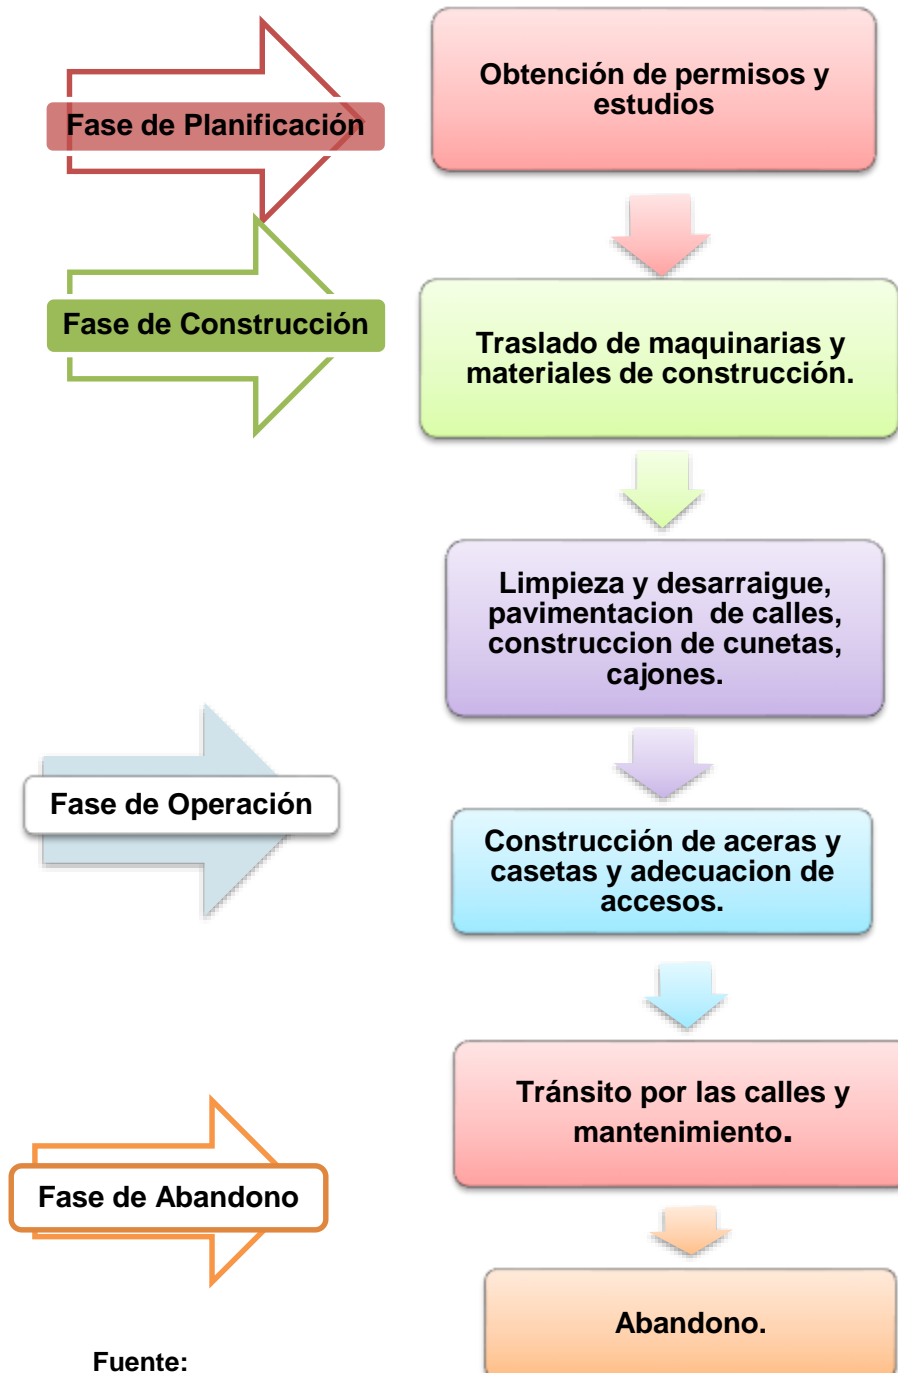 Obtención de permisos y
estudios
Fase de Planificación
Fase de Construcción
Traslado de maquinarias y
materiales de construcción.
Limpieza y desarraigue,
pavimentacion de calles,
construccion de cunetas,
cajones.
Fase de Operación
Construcción de aceras y
casetas y adecuacion de
accesos.
Tránsito por las calles y
mantenimiento.
Fase de Abandono
Abandono.
Fuente: